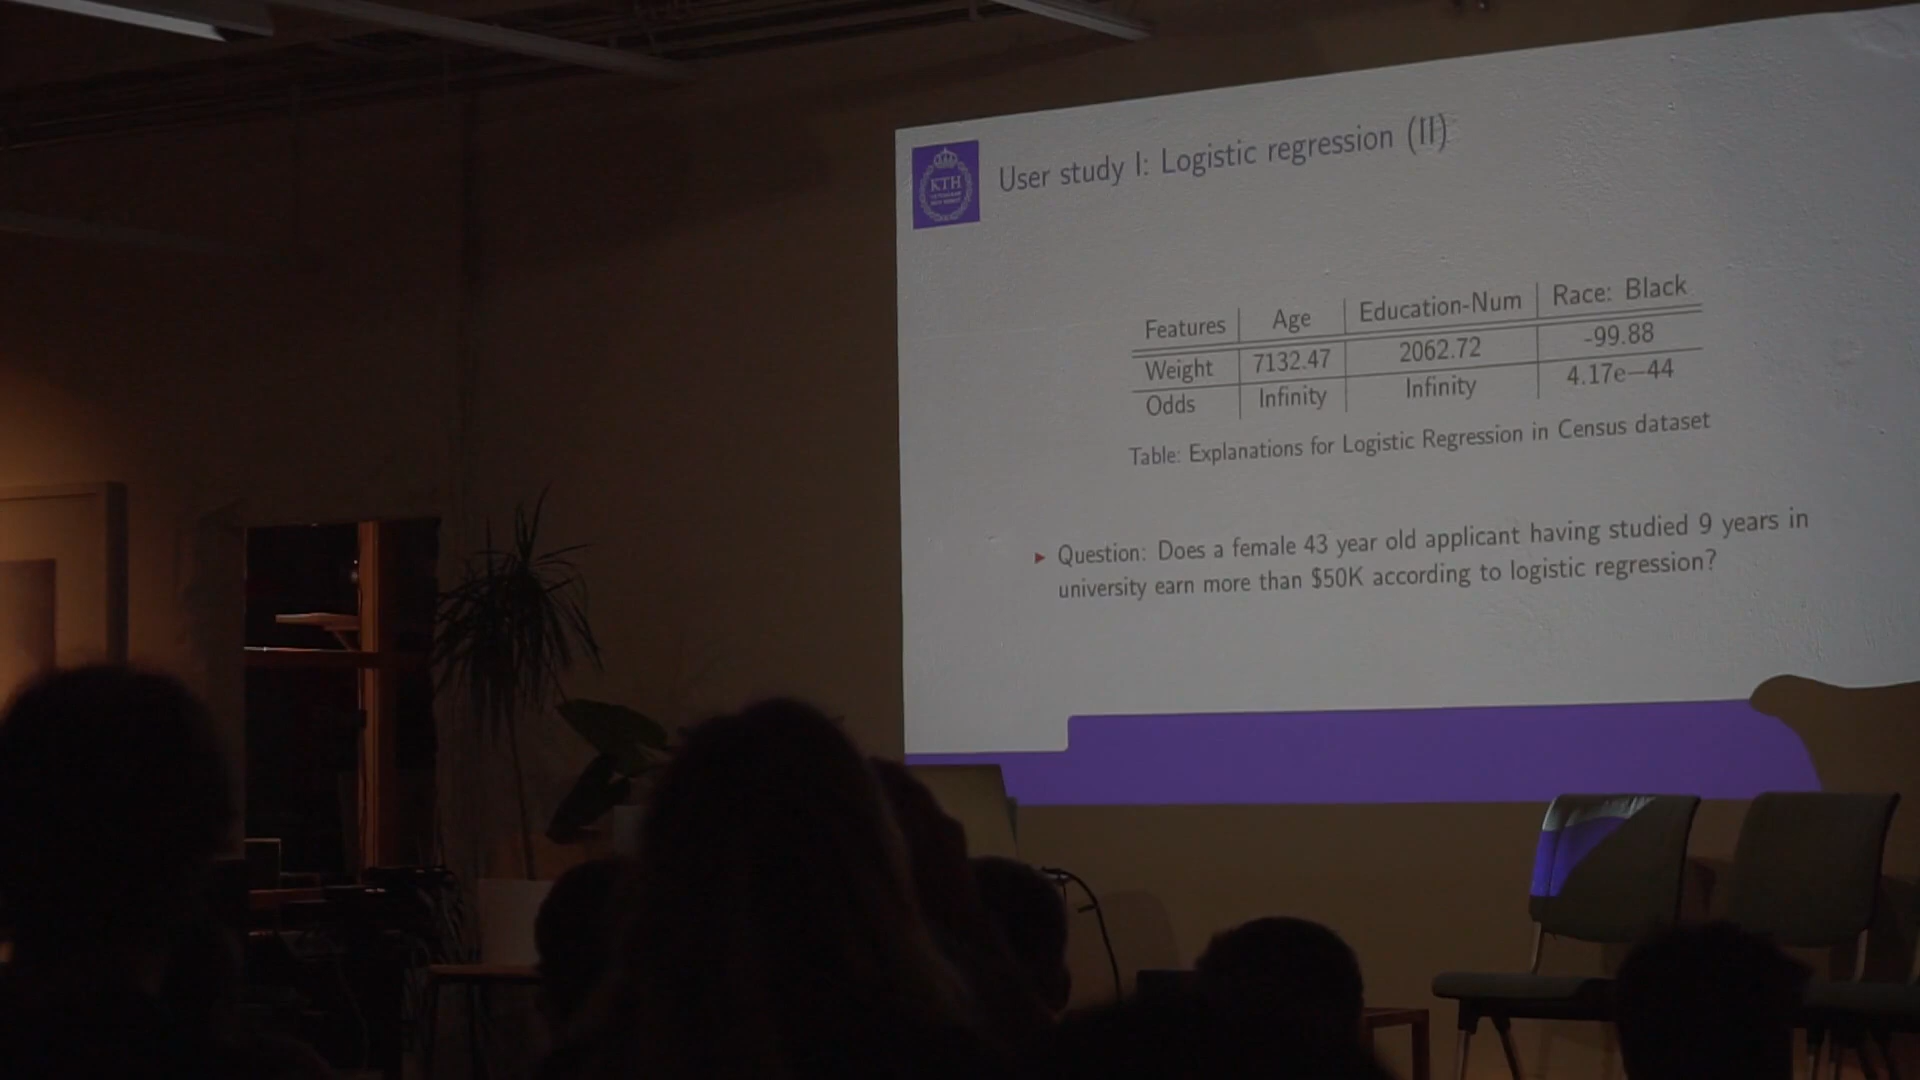 KTH
User study I: Logistic regression (II)
Features Age Education-Num Race: Black
Weight 7132.47 2062.72 -99.88
Odds Infinity Infinity 4.17e−44
Table: Explanations for Logistic Regression in Census dataset
Question: Does a female 43 year old applicant having studied 9 years in
university earn more than $50K according to logistic regression?